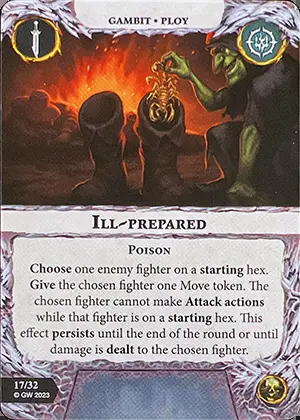 GAMBIT • PLOY
ILL-PREPARED
POISON
Choose one enemy fighter on a starting hex.
Give the chosen fighter one Move token. The
chosen fighter cannot make Attack actions
while that fighter is on a starting hex. This
effect persists until the end of the round or until
damage is dealt to the chosen fighter.
17/32
© GW 2023